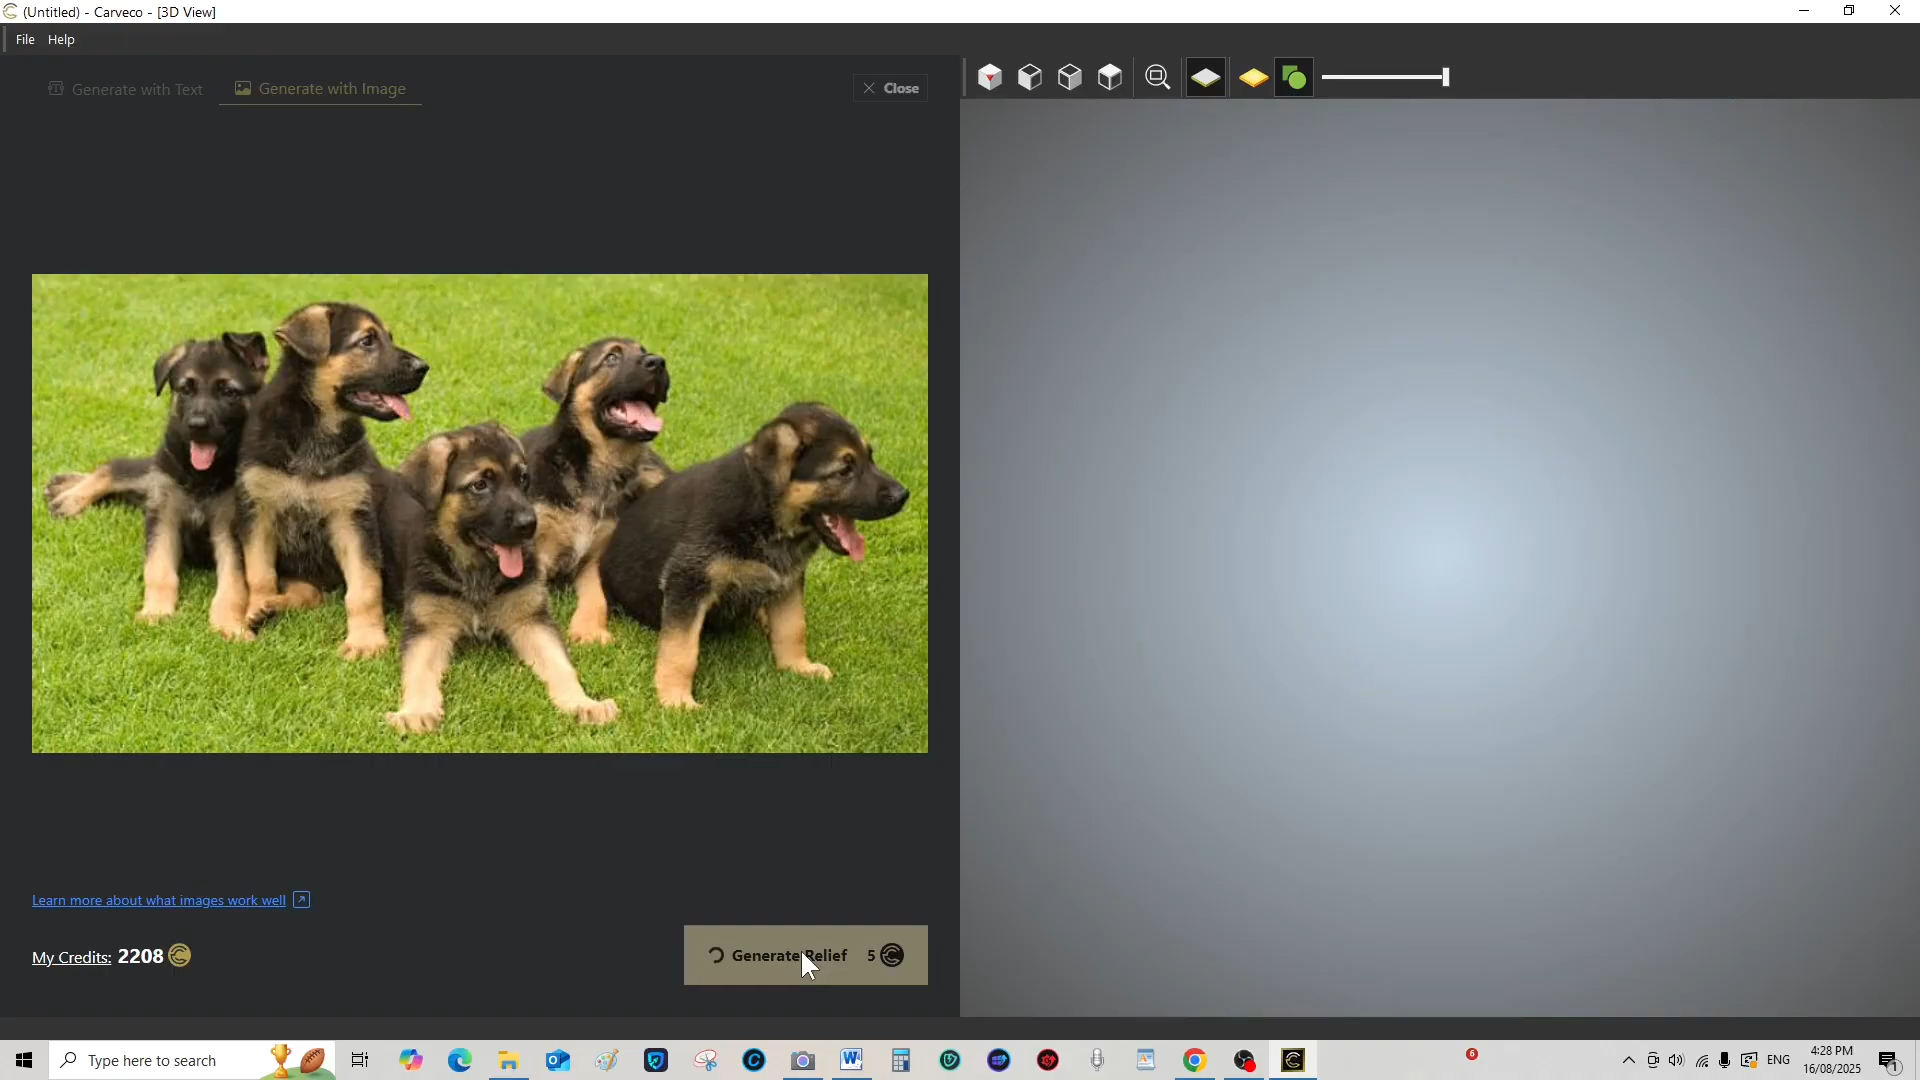 (Untitled) - Carveco - [3D View]
File Help
Generate with Text Generate with Image Close
Learn more about what images work well
My Credits: 2208
Generate Relief 5
6
Type here to search
ENG
4:28 PM
16/08/2025
1